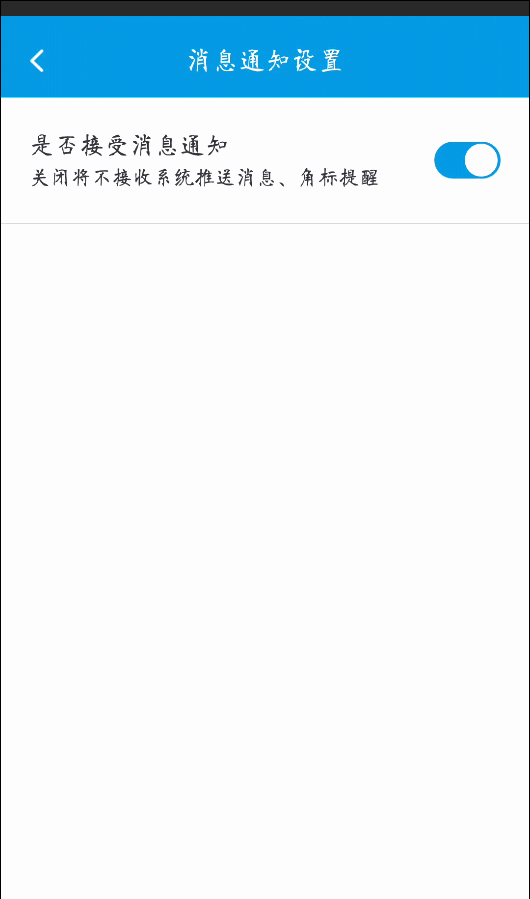 消息通知设置
是否接受消息通知
关闭将不接收系统推送消息、角标提醒